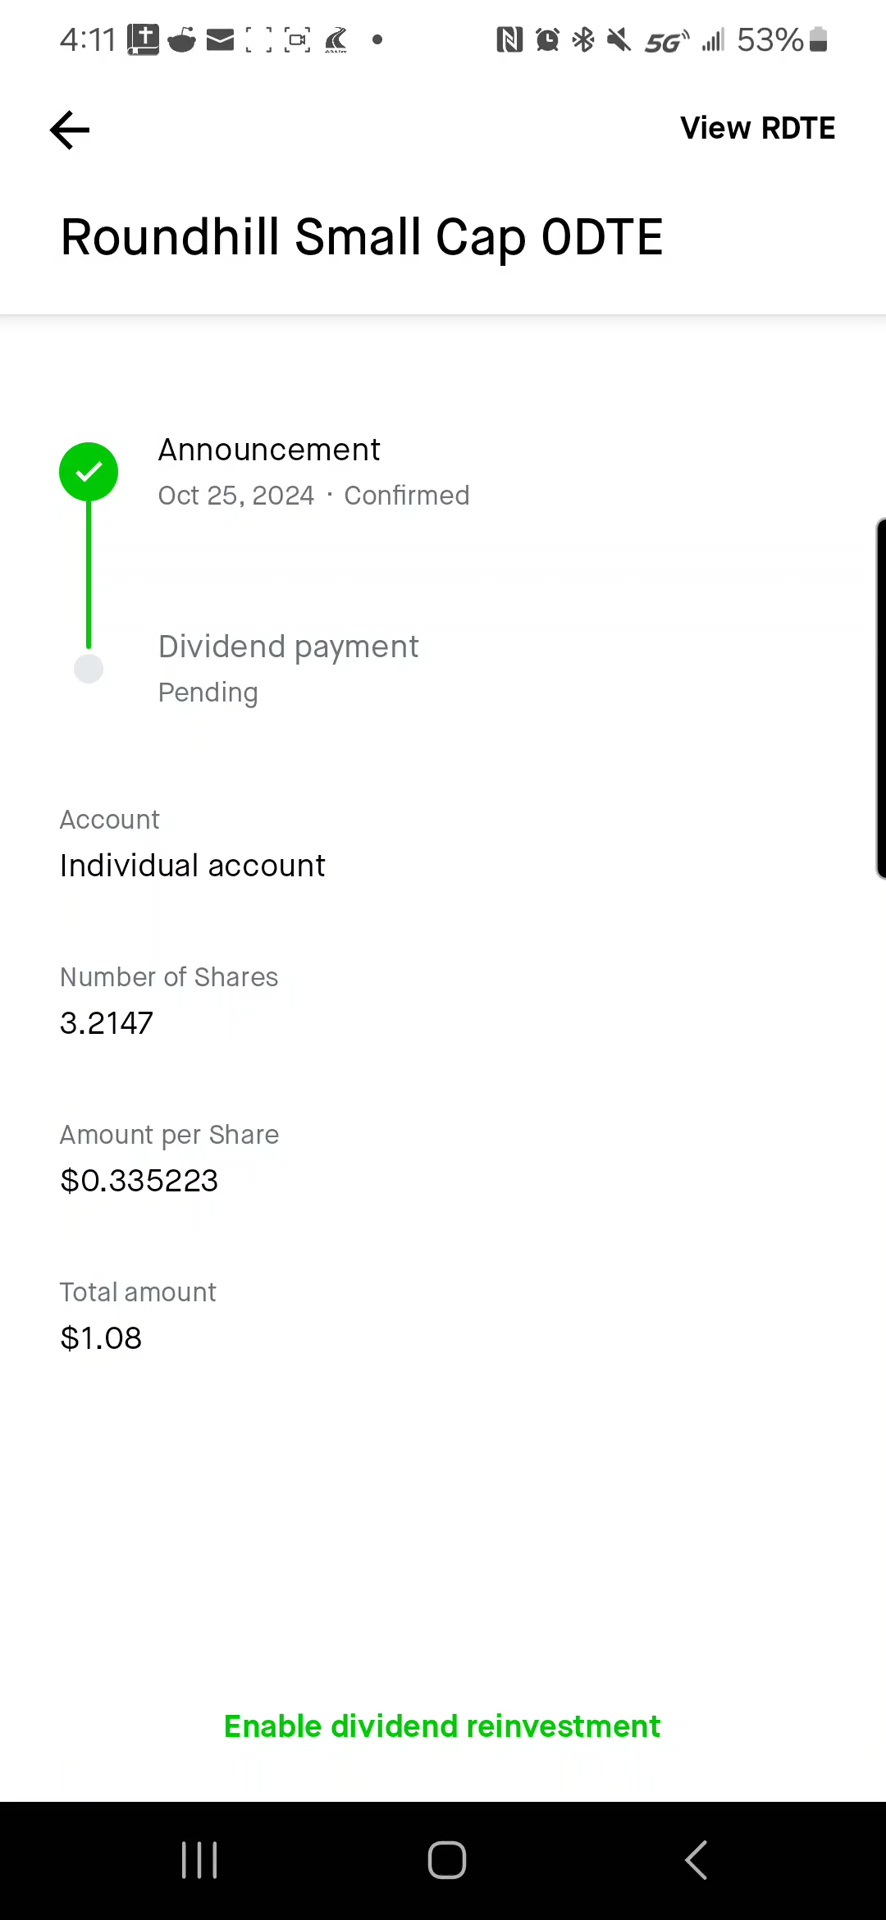 4:11
53%
5G
View RDTE
Roundhill Small Cap 0DTE
Announcement
Oct 25, 2024 · Confirmed
Dividend payment
Pending
Account
Individual account
Number of Shares
3.2147
Amount per Share
$0.335223
Total amount
$1.08
Enable dividend reinvestment